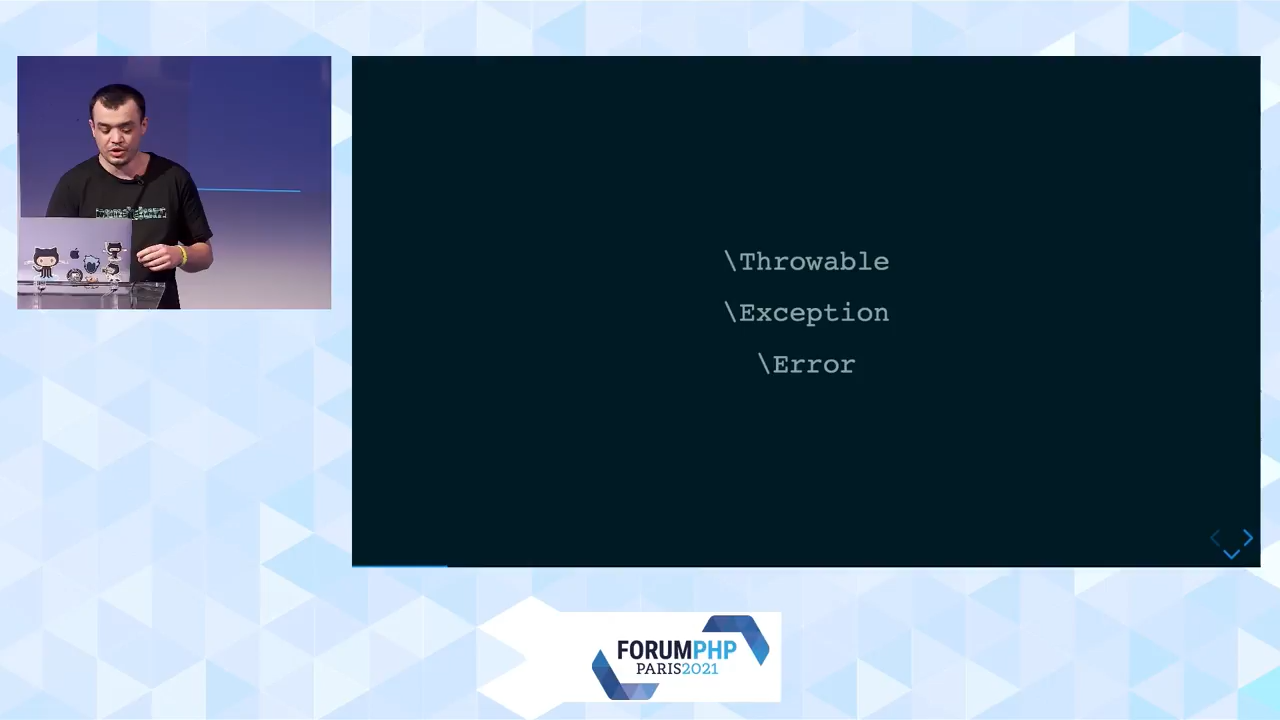 \Throwable
\Exception
\Error
FORUMPHP
PARIS2021